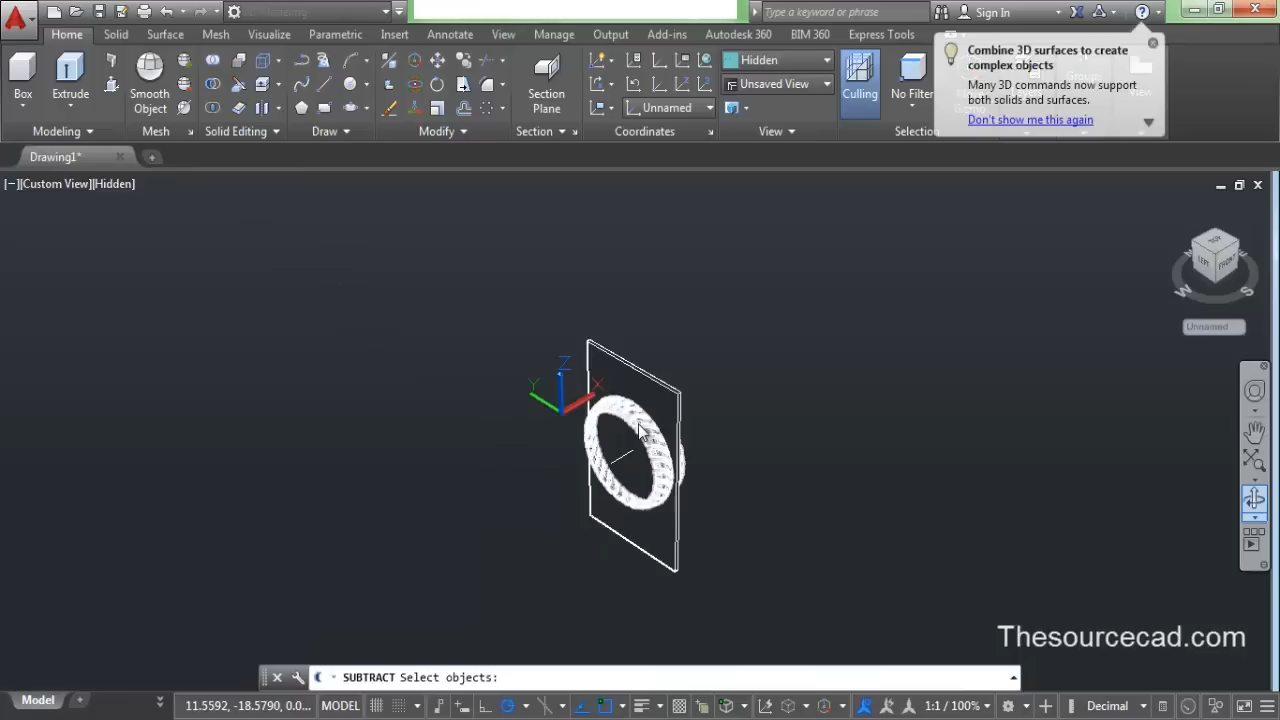 Type a keyword or phrase
Sign In
Home Solid Surface Mesh Visualize Parametric Insert Annotate View Manage Output Add-ins Autodesk 360 BIM 360 Express Tools
Combine 3D surfaces to create
complex objects
Many 3D commands now support
both solids and surfaces.
Don't show me this again
Hidden
Unsaved View
Unnamed
Box
Extrude
Smooth
Object
Section
Plane
Culling
No Filter
Modeling
Mesh
Solid Editing
Draw
Modify
Section
Coordinates
View
Selection
Drawing1*
[−][Custom View][Hidden]
TOP
LEFT
FRONT
W
S
Unnamed
Z
Y
X
Thesourcecad.com
SUBTRACT Select objects:
Model
11.5592, -18.5790, 0.0...
MODEL
1:1 / 100%
Decimal